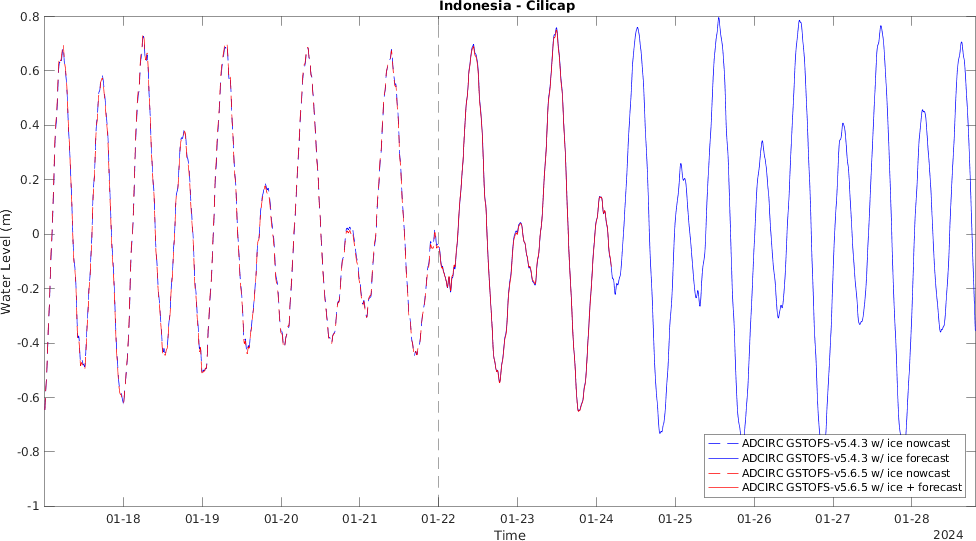 Indonesia - Cilicap
Water Level (m)
0.8
0.6
0.4
0.2
0
-0.2
-0.4
-0.6
-0.8
-1
ADCIRC GSTOFS-v5.4.3 w/ ice nowcast
ADCIRC GSTOFS-v5.4.3 w/ ice forecast
ADCIRC GSTOFS-v5.6.5 w/ ice nowcast
ADCIRC GSTOFS-v5.6.5 w/ ice + forecast
01-18 01-19 01-20 01-21 01-22 01-23 01-24 01-25 01-26 01-27 01-28
Time
2024